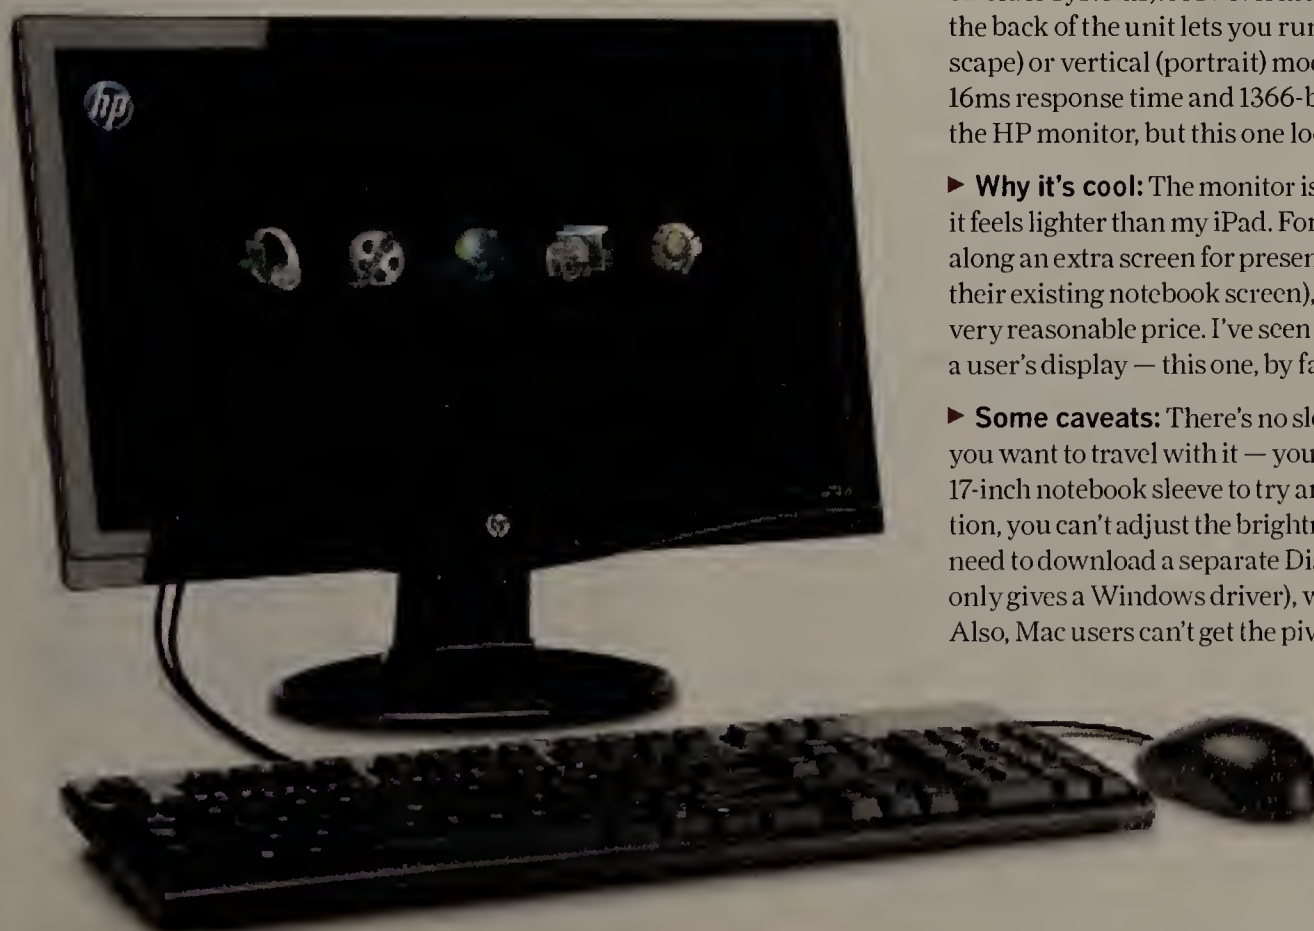 hp
the back of the unit lets you run
scape) or vertical (portrait) mod
16ms response time and 1366-b
the HP monitor, but this one lo
▶ Why it's cool: The monitor is
it feels lighter than my iPad. For
along an extra screen for presen
their existing notebook screen),
very reasonable price. I've seen
a user's display — this one, by fa
▶ Some caveats: There's no sle
you want to travel with it — you
17-inch notebook sleeve to try an
tion, you can't adjust the brightn
need to download a separate Di
only gives a Windows driver), w
Also, Mac users can't get the piv
hp